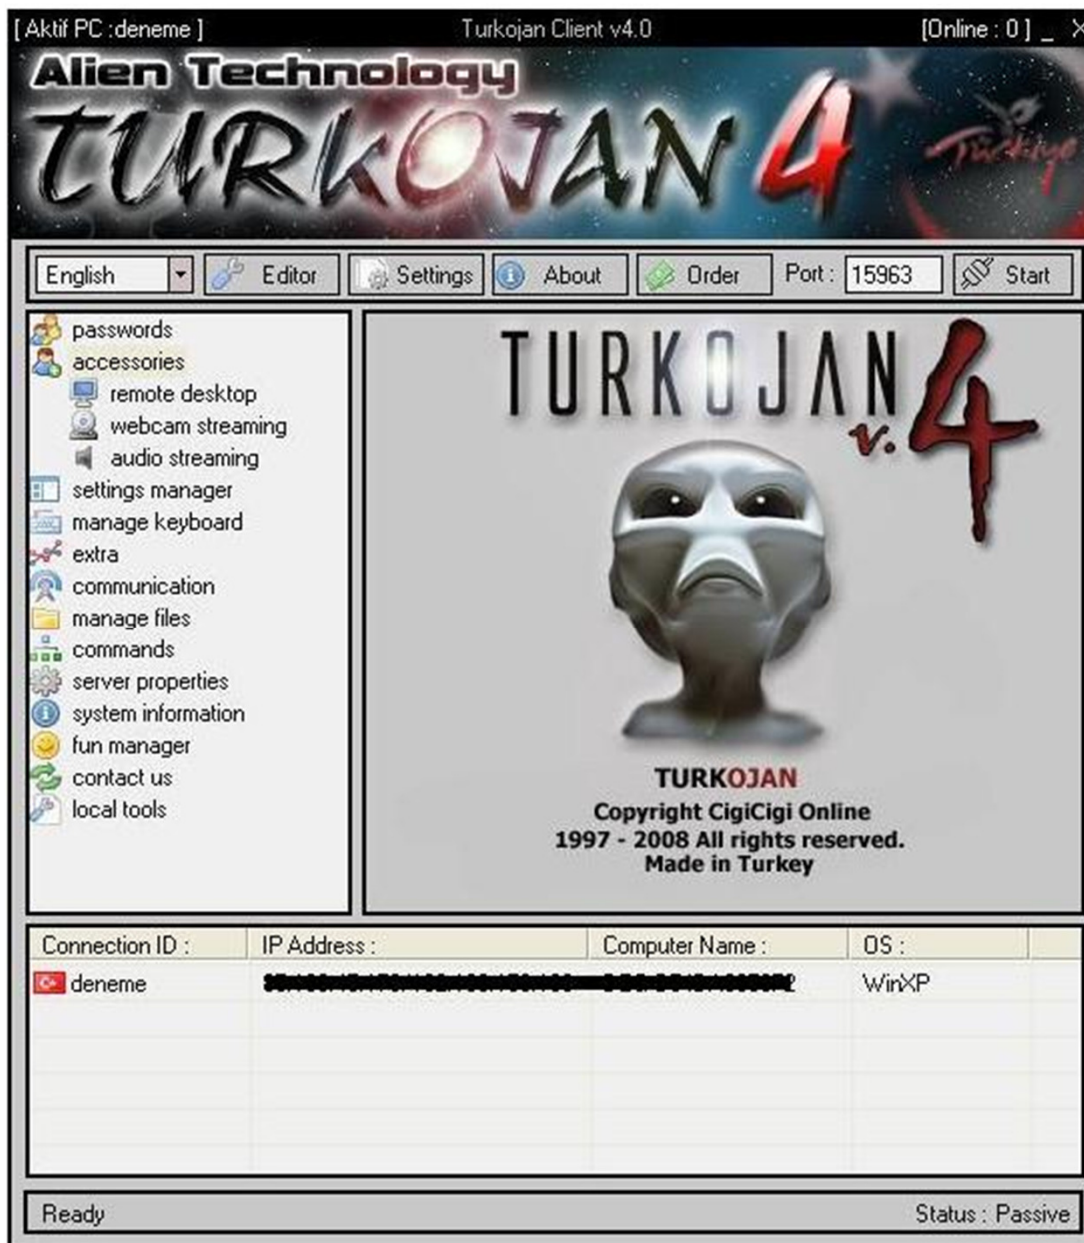 [ Aktif PC :deneme ] Turkojan Client v4.0 [Online : 0 ] _ X
Alien Technology
TURKOJAN 4
Türkiye
English Editor Settings About Order Port : 15963 Start
passwords
accessories
remote desktop
webcam streaming
audio streaming
settings manager
manage keyboard
extra
communication
manage files
commands
server properties
system information
fun manager
contact us
local tools
TURKOJAN
v.4
TURKOJAN
Copyright CigiCigi Online
1997 - 2008 All rights reserved.
Made in Turkey
Connection ID : IP Address : Computer Name : OS :
deneme WinXP
Ready Status : Passive